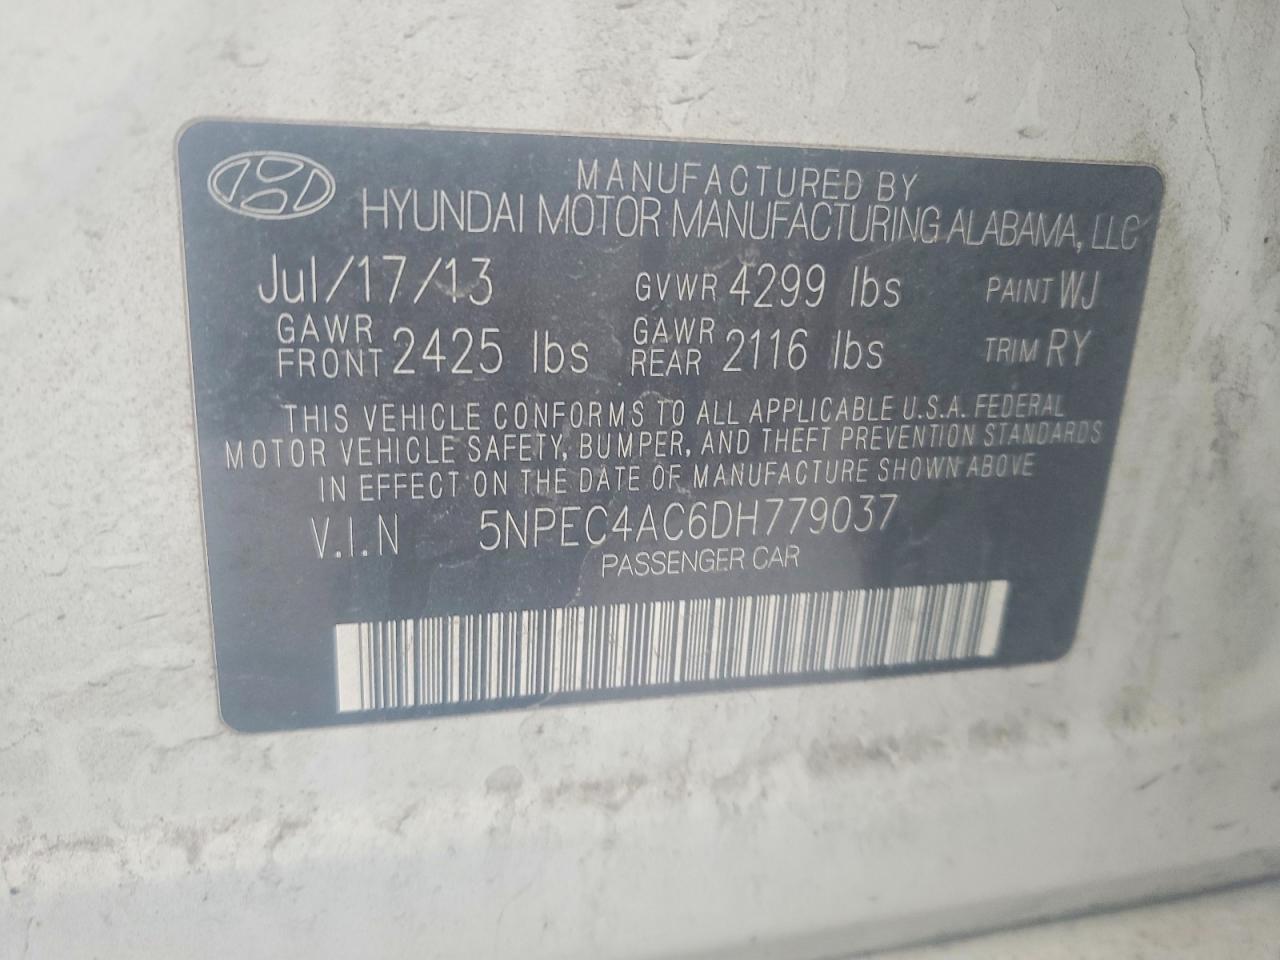 MANUFACTURED BY
HYUNDAI MOTOR MANUFACTURING ALABAMA, LLC
Jul/17/13 GVWR 4299 lbs PAINT WJ
GAWR FRONT 2425 lbs GAWR REAR 2116 lbs TRIM RY
THIS VEHICLE CONFORMS TO ALL APPLICABLE U.S.A. FEDERAL
MOTOR VEHICLE SAFETY, BUMPER, AND THEFT PREVENTION STANDARDS
IN EFFECT ON THE DATE OF MANUFACTURE SHOWN ABOVE
V.I.N 5NPEC4AC6DH779037
PASSENGER CAR